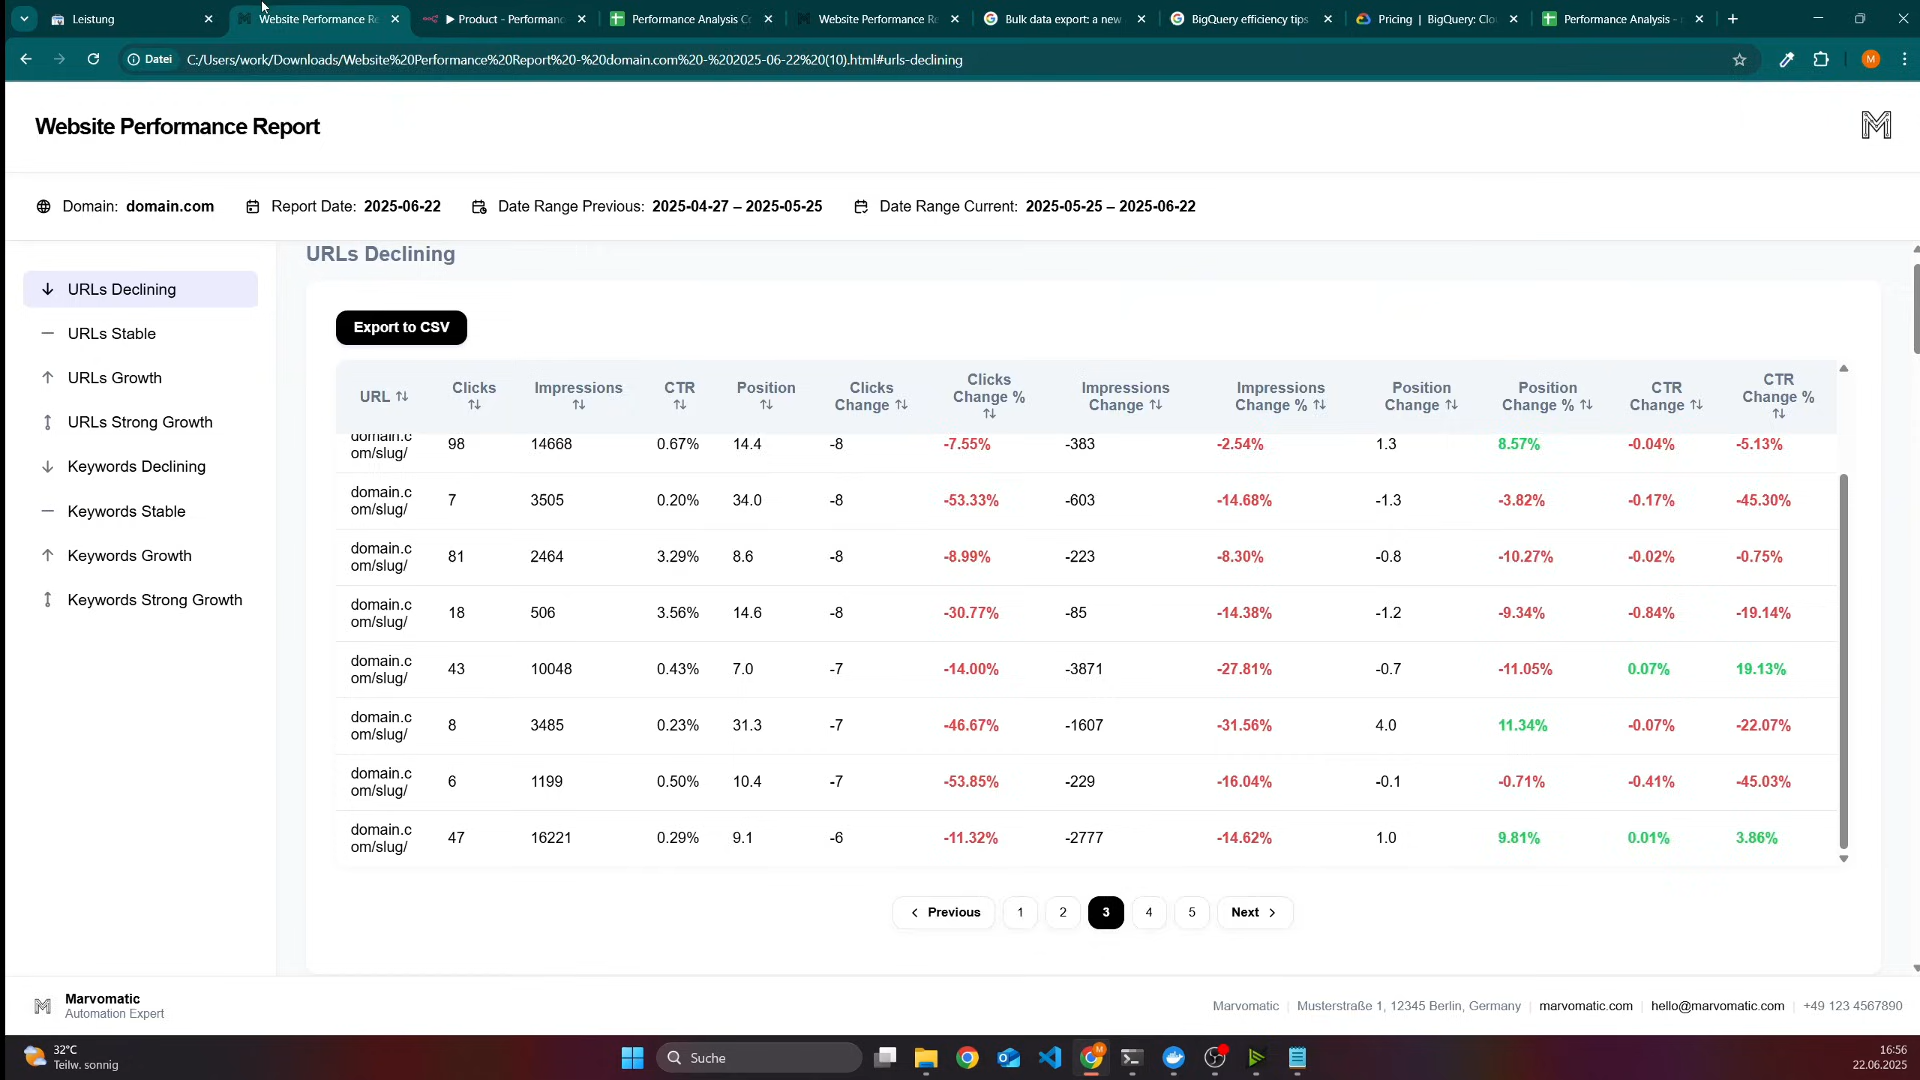 Leistung
Website Performance Re
Product - Performanc
Performance Analysis Co
Website Performance Re
Bulk data export: a new
BigQuery efficiency tips
Pricing | BigQuery: Clou
Performance Analysis -
Datei
C:/Users/work/Downloads/Website%20Performance%20Report%20-%20domain.com%20-%202025-06-22%20(10).html#urls-declining
M
Website Performance Report
Domain: domain.com
Report Date: 2025-06-22
Date Range Previous: 2025-04-27 – 2025-05-25
Date Range Current: 2025-05-25 – 2025-06-22
URLs Declining
URLs Stable
URLs Growth
URLs Strong Growth
Keywords Declining
Keywords Stable
Keywords Growth
Keywords Strong Growth
URLs Declining
Export to CSV
URL Clicks Impressions CTR Position Clicks Change Clicks Change % Impressions Change Impressions Change % Position Change Position Change % CTR Change CTR Change %
domain.com/slug/ 98 14668 0.67% 14.4 -8 -7.55% -383 -2.54% 1.3 8.57% -0.04% -5.13%
domain.com/slug/ 7 3505 0.20% 34.0 -8 -53.33% -603 -14.68% -1.3 -3.82% -0.17% -45.30%
domain.com/slug/ 81 2464 3.29% 8.6 -8 -8.99% -223 -8.30% -0.8 -10.27% -0.02% -0.75%
domain.com/slug/ 18 506 3.56% 14.6 -8 -30.77% -85 -14.38% -1.2 -9.34% -0.84% -19.14%
domain.com/slug/ 43 10048 0.43% 7.0 -7 -14.00% -3871 -27.81% -0.7 -11.05% 0.07% 19.13%
domain.com/slug/ 8 3485 0.23% 31.3 -7 -46.67% -1607 -31.56% 4.0 11.34% -0.07% -22.07%
domain.com/slug/ 6 1199 0.50% 10.4 -7 -53.85% -229 -16.04% -0.1 -0.71% -0.41% -45.03%
domain.com/slug/ 47 16221 0.29% 9.1 -6 -11.32% -2777 -14.62% 1.0 9.81% 0.01% 3.86%
Previous 1 2 3 4 5 Next
Marvomatic
Automation Expert
Marvomatic | Musterstraße 1, 12345 Berlin, Germany | marvomatic.com | hello@marvomatic.com | +49 123 4567890
32°C
Teilw. sonnig
Suche
16:56
22.06.2025